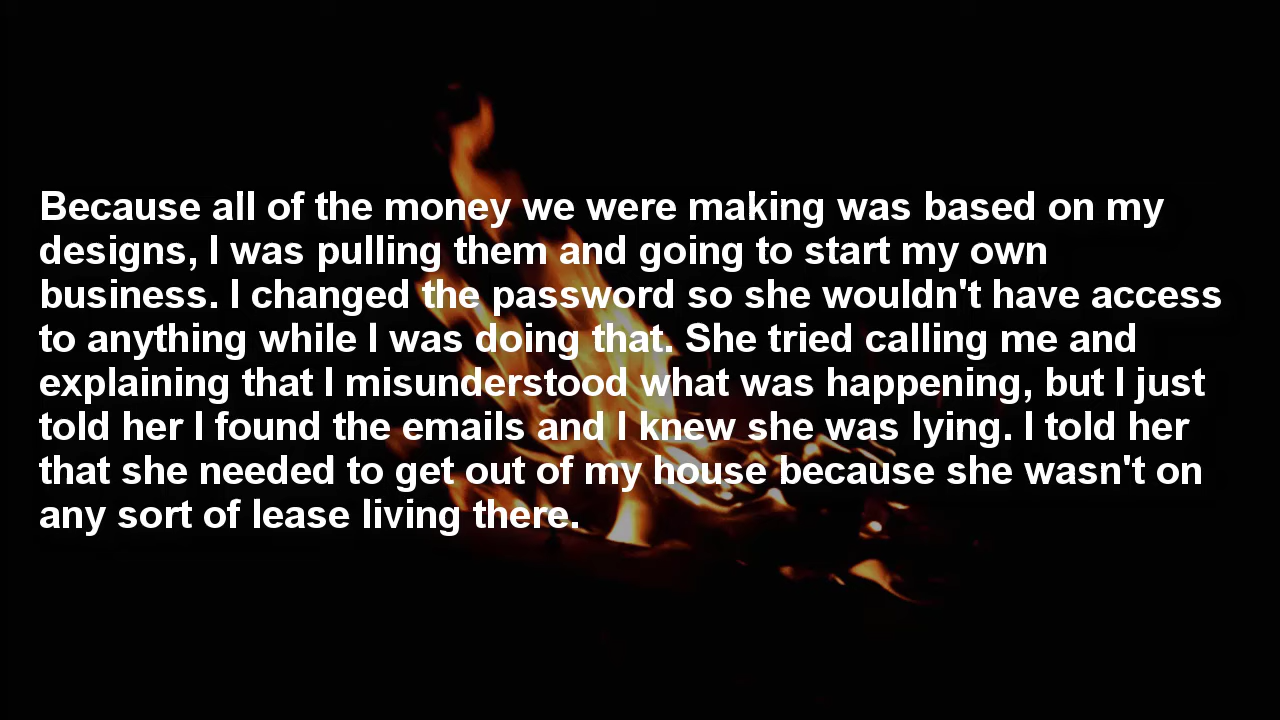 Because all of the money we were making was based on my
designs, I was pulling them and going to start my own
business. I changed the password so she wouldn't have access
to anything while I was doing that. She tried calling me and
explaining that I misunderstood what was happening, but I just
told her I found the emails and I knew she was lying. I told her
that she needed to get out of my house because she wasn't on
any sort of lease living there.